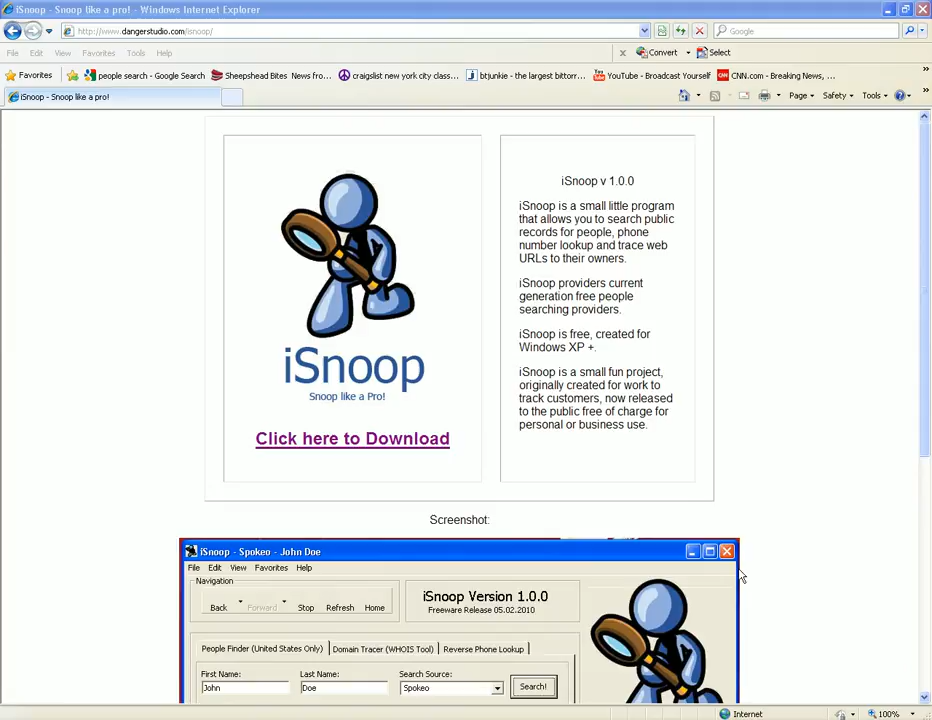 iSnoop - Snoop like a pro! - Windows Internet Explorer
http://www.dangerstudio.com/isnoop/
Google
File Edit View Favorites Tools Help
Convert Select
Favorites people search - Google Search Sheepshead Bites News fro... craigslist new york city class... btjunkie - the largest bittorr... YouTube - Broadcast Yourself CNN.com - Breaking News, ...
iSnoop - Snoop like a pro!
Page Safety Tools
iSnoop
Snoop like a Pro!
Click here to Download
iSnoop v 1.0.0
iSnoop is a small little program
that allows you to search public
records for people, phone
number lookup and trace web
URLs to their owners.
iSnoop providers current
generation free people
searching providers.
iSnoop is free, created for
Windows XP +.
iSnoop is a small fun project,
originally created for work to
track customers, now released
to the public free of charge for
personal or business use.
Screenshot:
iSnoop - Spokeo - John Doe
File Edit View Favorites Help
Navigation
Back Forward Stop Refresh Home
iSnoop Version 1.0.0
Freeware Release 05.02.2010
People Finder (United States Only) Domain Tracer (WHOIS Tool) Reverse Phone Lookup
First Name: Last Name: Search Source:
John Doe Spokeo Search!
Internet 100%